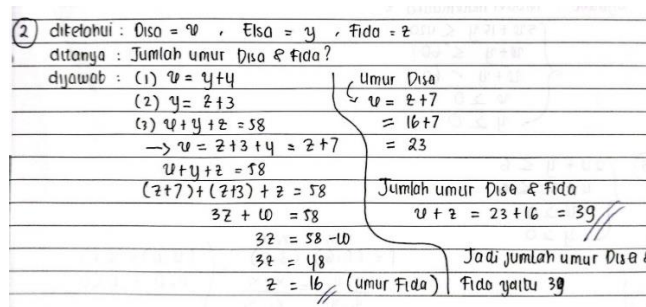 2 diketahui : Disa = x , Elsa = y , Fida = z
ditanya : Jumlah umur Disa & Fida?
dijawab : (1) x = y+4
(2) y = z+3
(3) x+y+z = 58
→ x = z+3+4 = z+7
x+y+z = 58
(z+7)+(z+3)+z = 58
3z + 10 = 58
3z = 58 -10
3z = 48
z = 16 (umur Fida)
Umur Disa
x = z+7
= 16+7
= 23
Jumlah umur Disa & Fida
x + z = 23+16 = 39
Jadi jumlah umur Disa &
Fida yaitu 39